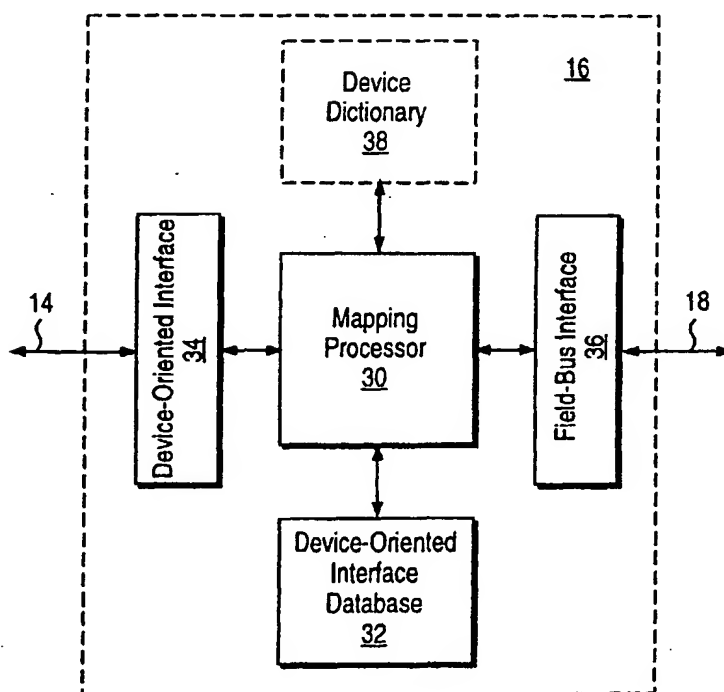 16
Device
Dictionary
38
14
Device-Oriented Interface
34
Mapping
Processor
30
Field-Bus Interface
36
18
Device-Oriented
Interface
Database
32